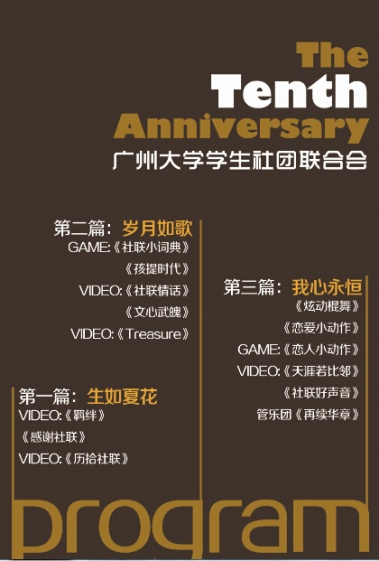 The
Tenth
Anniversary
广州大学学生社团联合会
第二篇：岁月如歌
GAME:《社联小词典》
《孩提时代》
VIDEO:《社联情话》
《文心武魄》
VIDEO:《Treasure》
第三篇：我心永恒
《炫动棍舞》
《恋爱小动作》
GAME:《恋人小动作》
VIDEO:《天涯若比邻》
《社联好声音》
管乐团《再续华章》
第一篇：生如夏花
VIDEO:《羁绊》
《感谢社联》
VIDEO:《历拾社联》
program